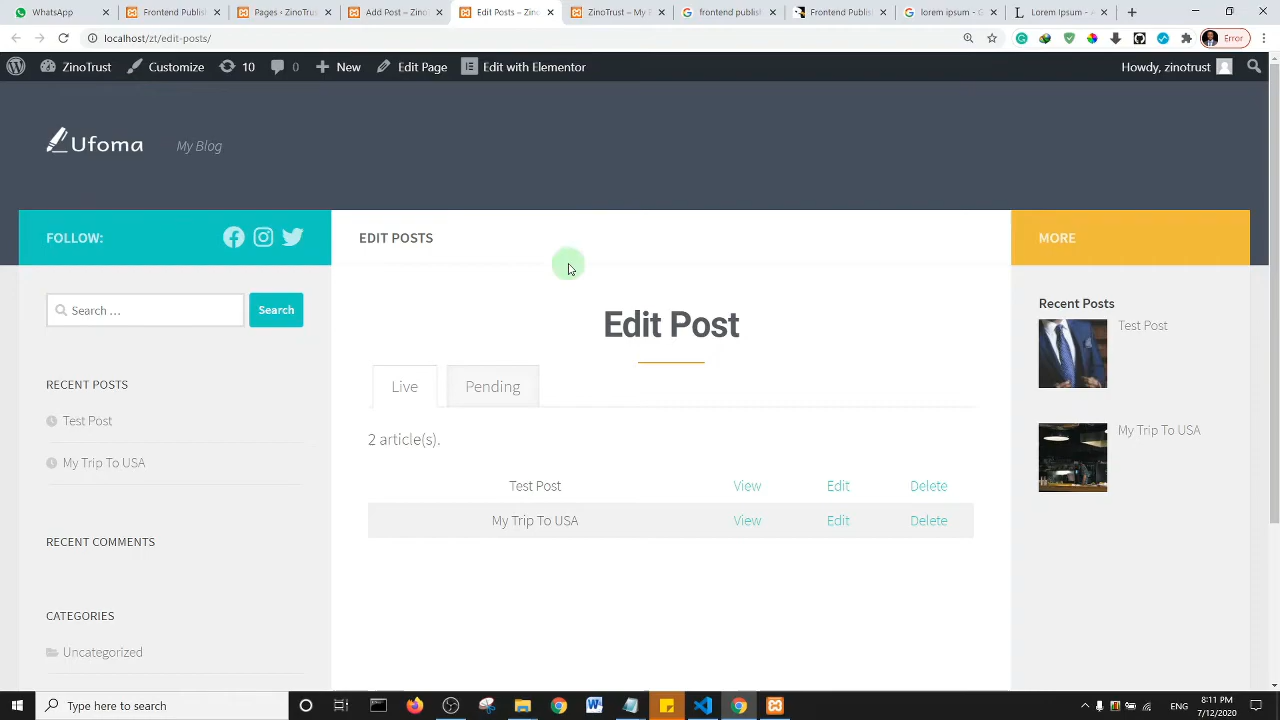 WhatsApp
Frontend Publis
Pages ‹ ZinoTrus
Add Post – Zino
Edit Posts – Zino
ZinoTrust – My B
frontend publish
Frontend Publis
lorem ipsum - G
Lorem Ipsum - A
localhost/zt/edit-posts/
Error
ZinoTrust
Customize
10
0
New
Edit Page
Edit with Elementor
Howdy, zinotrust
Ufoma
My Blog
FOLLOW:
EDIT POSTS
MORE
Search …
Search
RECENT POSTS
Test Post
My Trip To USA
RECENT COMMENTS
CATEGORIES
Uncategorized
Edit Post
Live
Pending
2 article(s).
Test Post View Edit Delete
My Trip To USA View Edit Delete
Recent Posts
Test Post
My Trip To USA
Type here to search
ENG
8:11 PM
7/12/2020